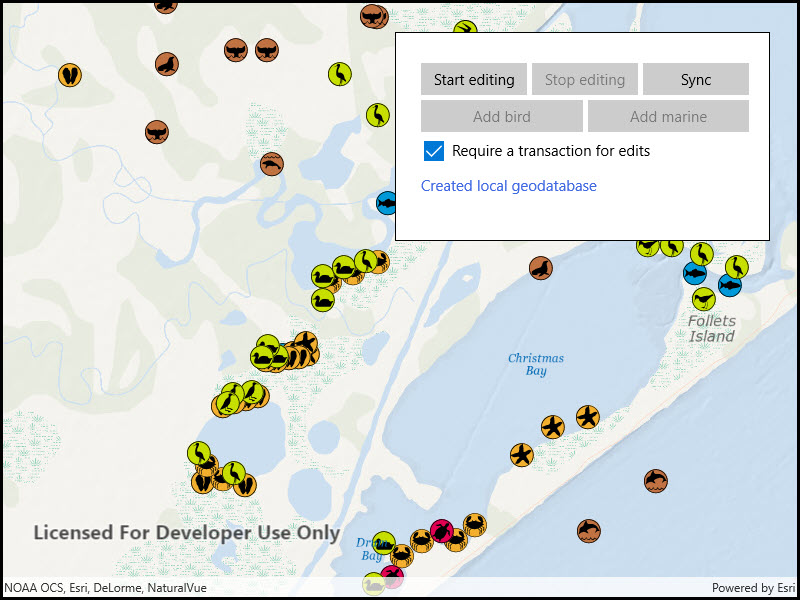 Start editing Stop editing Sync
Add bird Add marine
Require a transaction for edits
Created local geodatabase
Follets
Island
Christmas
Bay
Licensed For Developer Use Only
Bay
NOAA OCS, Esri, DeLorme, NaturalVue Powered by Esri